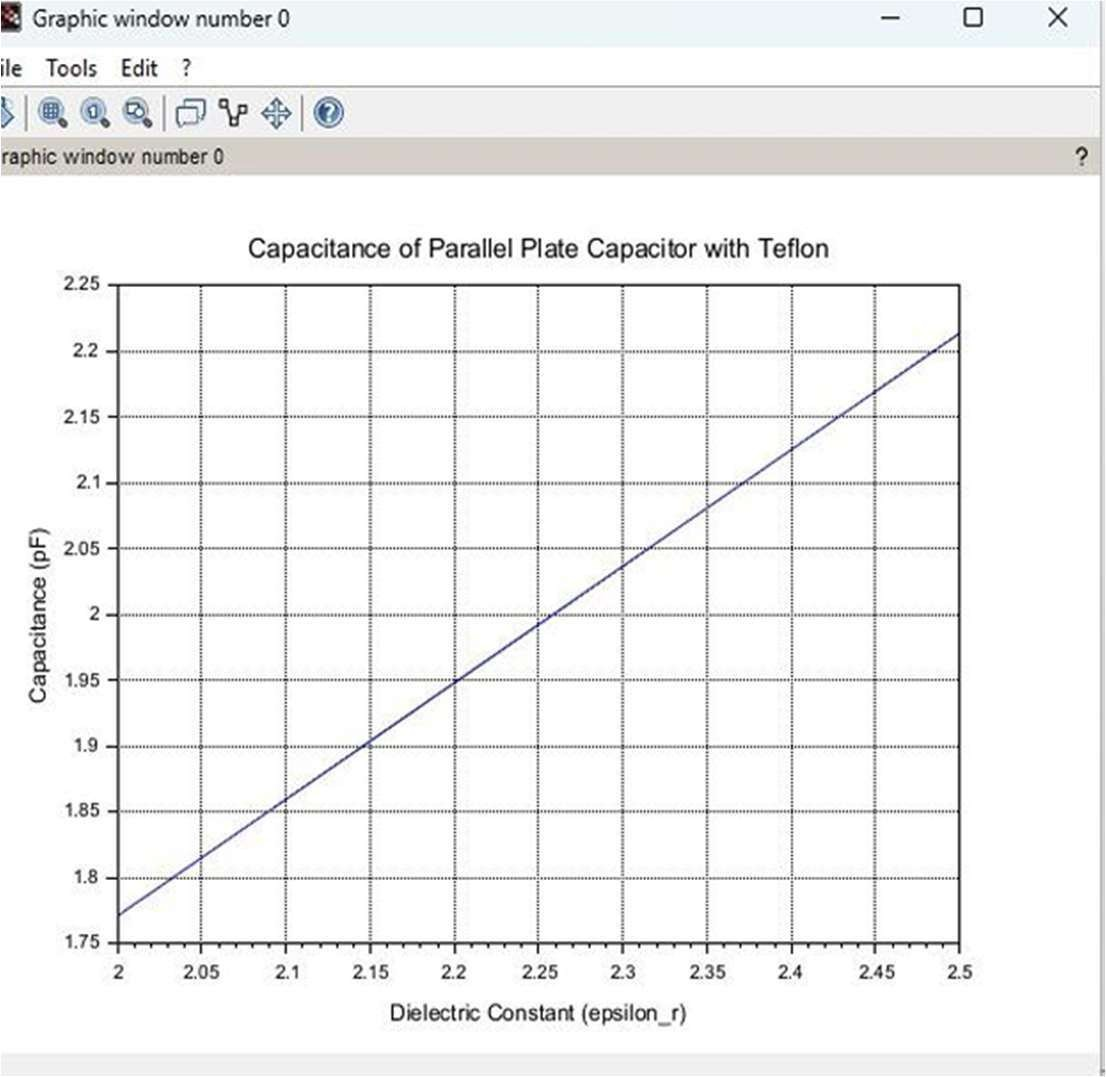 Graphic window number 0
ile Tools Edit ?
raphic window number 0 ?
Capacitance of Parallel Plate Capacitor with Teflon
2.25
2.2
2.15
2.1
2.05
2
1.95
1.9
1.85
1.8
1.75
Capacitance (pF)
2 2.05 2.1 2.15 2.2 2.25 2.3 2.35 2.4 2.45 2.5
Dielectric Constant (epsilon_r)